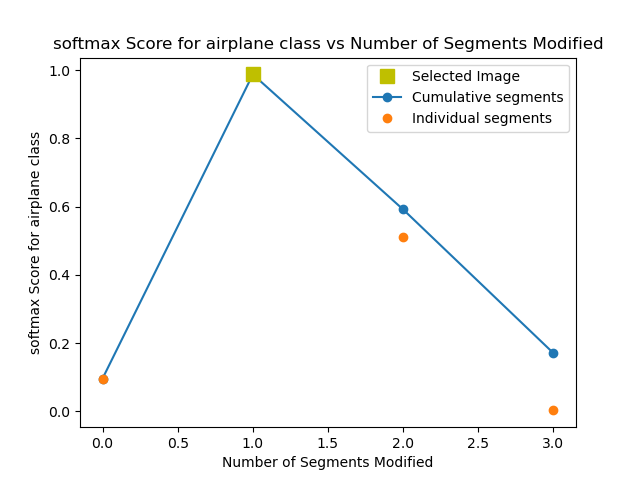 softmax Score for airplane class vs Number of Segments Modified
Selected Image
Cumulative segments
Individual segments
softmax Score for airplane class
1.0
0.8
0.6
0.4
0.2
0.0
0.0 0.5 1.0 1.5 2.0 2.5 3.0
Number of Segments Modified